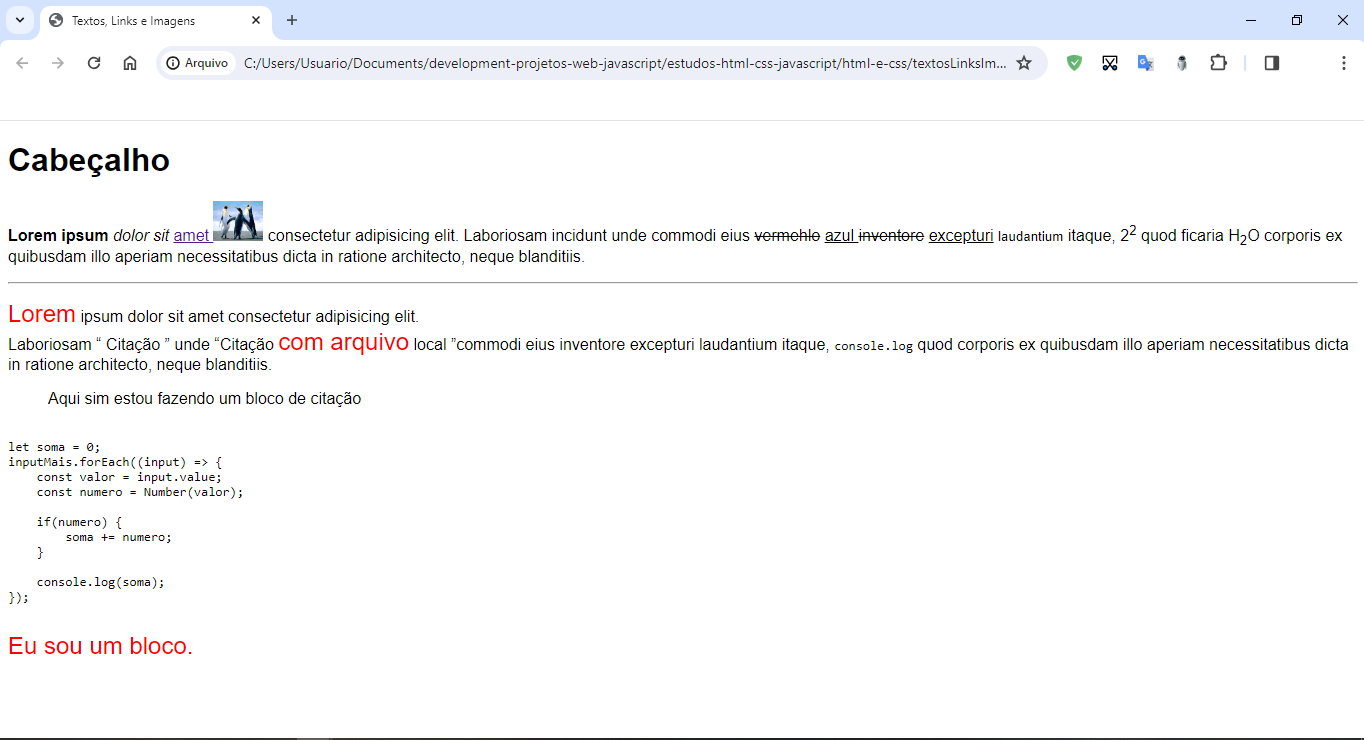 Textos, Links e Imagens
Arquivo C:/Users/Usuario/Documents/development-projetos-web-javascript/estudos-html-css-javascript/html-e-css/textosLinksIm...
Cabeçalho
Lorem ipsum dolor sit amet consectetur adipisicing elit. Laboriosam incidunt unde commodi eius vermehlo azul inventore excepturi laudantium itaque, 2² quod ficaria H₂O corporis ex
quibusdam illo aperiam necessitatibus dicta in ratione architecto, neque blanditiis.
Lorem ipsum dolor sit amet consectetur adipisicing elit.
Laboriosam “ Citação ” unde “Citação com arquivo local ”commodi eius inventore excepturi laudantium itaque, console.log quod corporis ex quibusdam illo aperiam necessitatibus dicta
in ratione architecto, neque blanditiis.
Aqui sim estou fazendo um bloco de citação
let soma = 0;
inputMais.forEach((input) => {
    const valor = input.value;
    const numero = Number(valor);
    if(numero) {
        soma += numero;
    }
    console.log(soma);
});
Eu sou um bloco.